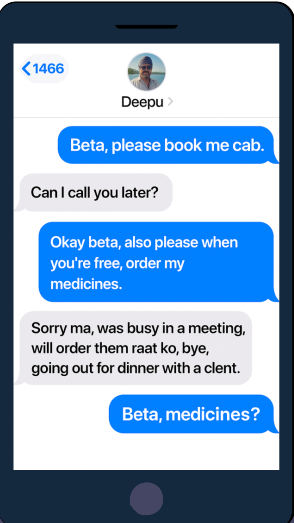 1466
Deepu
Beta, please book me cab.
Can I call you later?
Okay beta, also please when
you're free, order my
medicines.
Sorry ma, was busy in a meeting,
will order them raat ko, bye,
going out for dinner with a clent.
Beta, medicines?